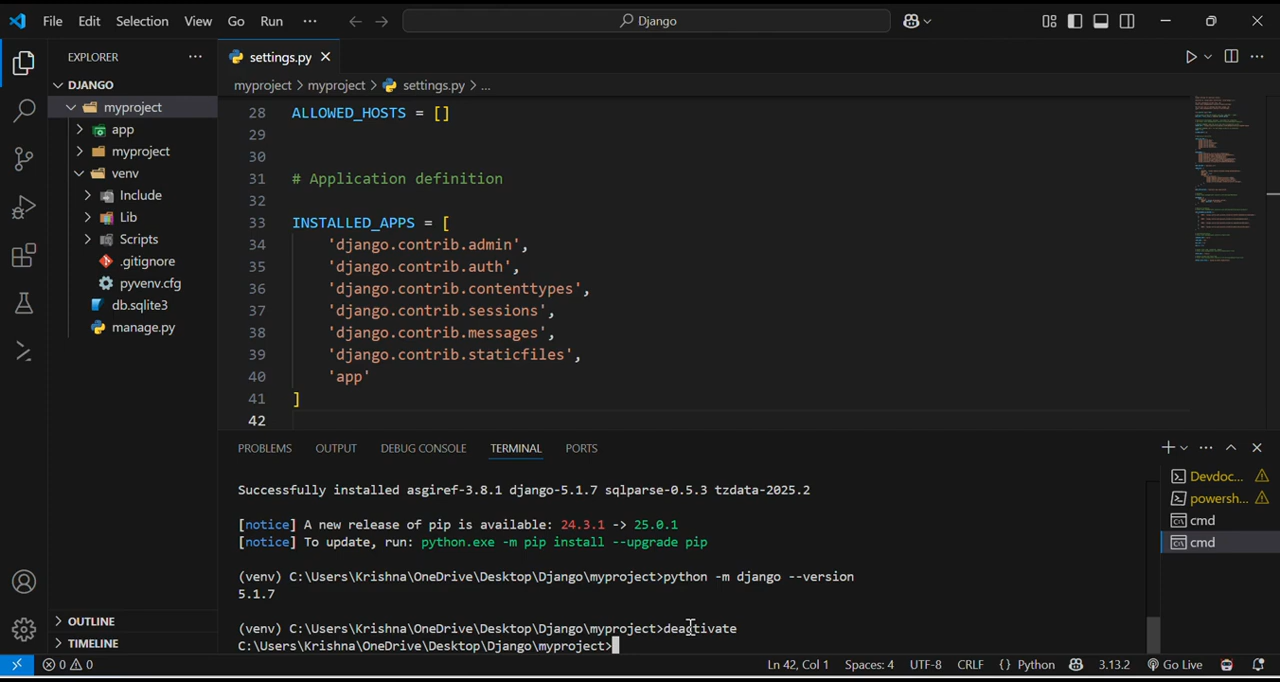 File Edit Selection View Go Run ··· Django
EXPLORER ···
DJANGO
myproject
app
myproject
venv
Include
Lib
Scripts
.gitignore
pyvenv.cfg
db.sqlite3
manage.py
OUTLINE
TIMELINE
settings.py
myproject > myproject > settings.py > ...
28 ALLOWED_HOSTS = []
29
30
31 # Application definition
32
33 INSTALLED_APPS = [
34 'django.contrib.admin',
35 'django.contrib.auth',
36 'django.contrib.contenttypes',
37 'django.contrib.sessions',
38 'django.contrib.messages',
39 'django.contrib.staticfiles',
40 'app'
41 ]
42
PROBLEMS OUTPUT DEBUG CONSOLE TERMINAL PORTS
Successfully installed asgiref-3.8.1 django-5.1.7 sqlparse-0.5.3 tzdata-2025.2
[notice] A new release of pip is available: 24.3.1 -> 25.0.1
[notice] To update, run: python.exe -m pip install --upgrade pip
(venv) C:\Users\Krishna\OneDrive\Desktop\Django\myproject>python -m django --version
5.1.7
(venv) C:\Users\Krishna\OneDrive\Desktop\Django\myproject>deactivate
C:\Users\Krishna\OneDrive\Desktop\Django\myproject>
Devdoc...
powersh...
cmd
cmd
0 0 Ln 42, Col 1 Spaces: 4 UTF-8 CRLF {} Python 3.13.2 Go Live